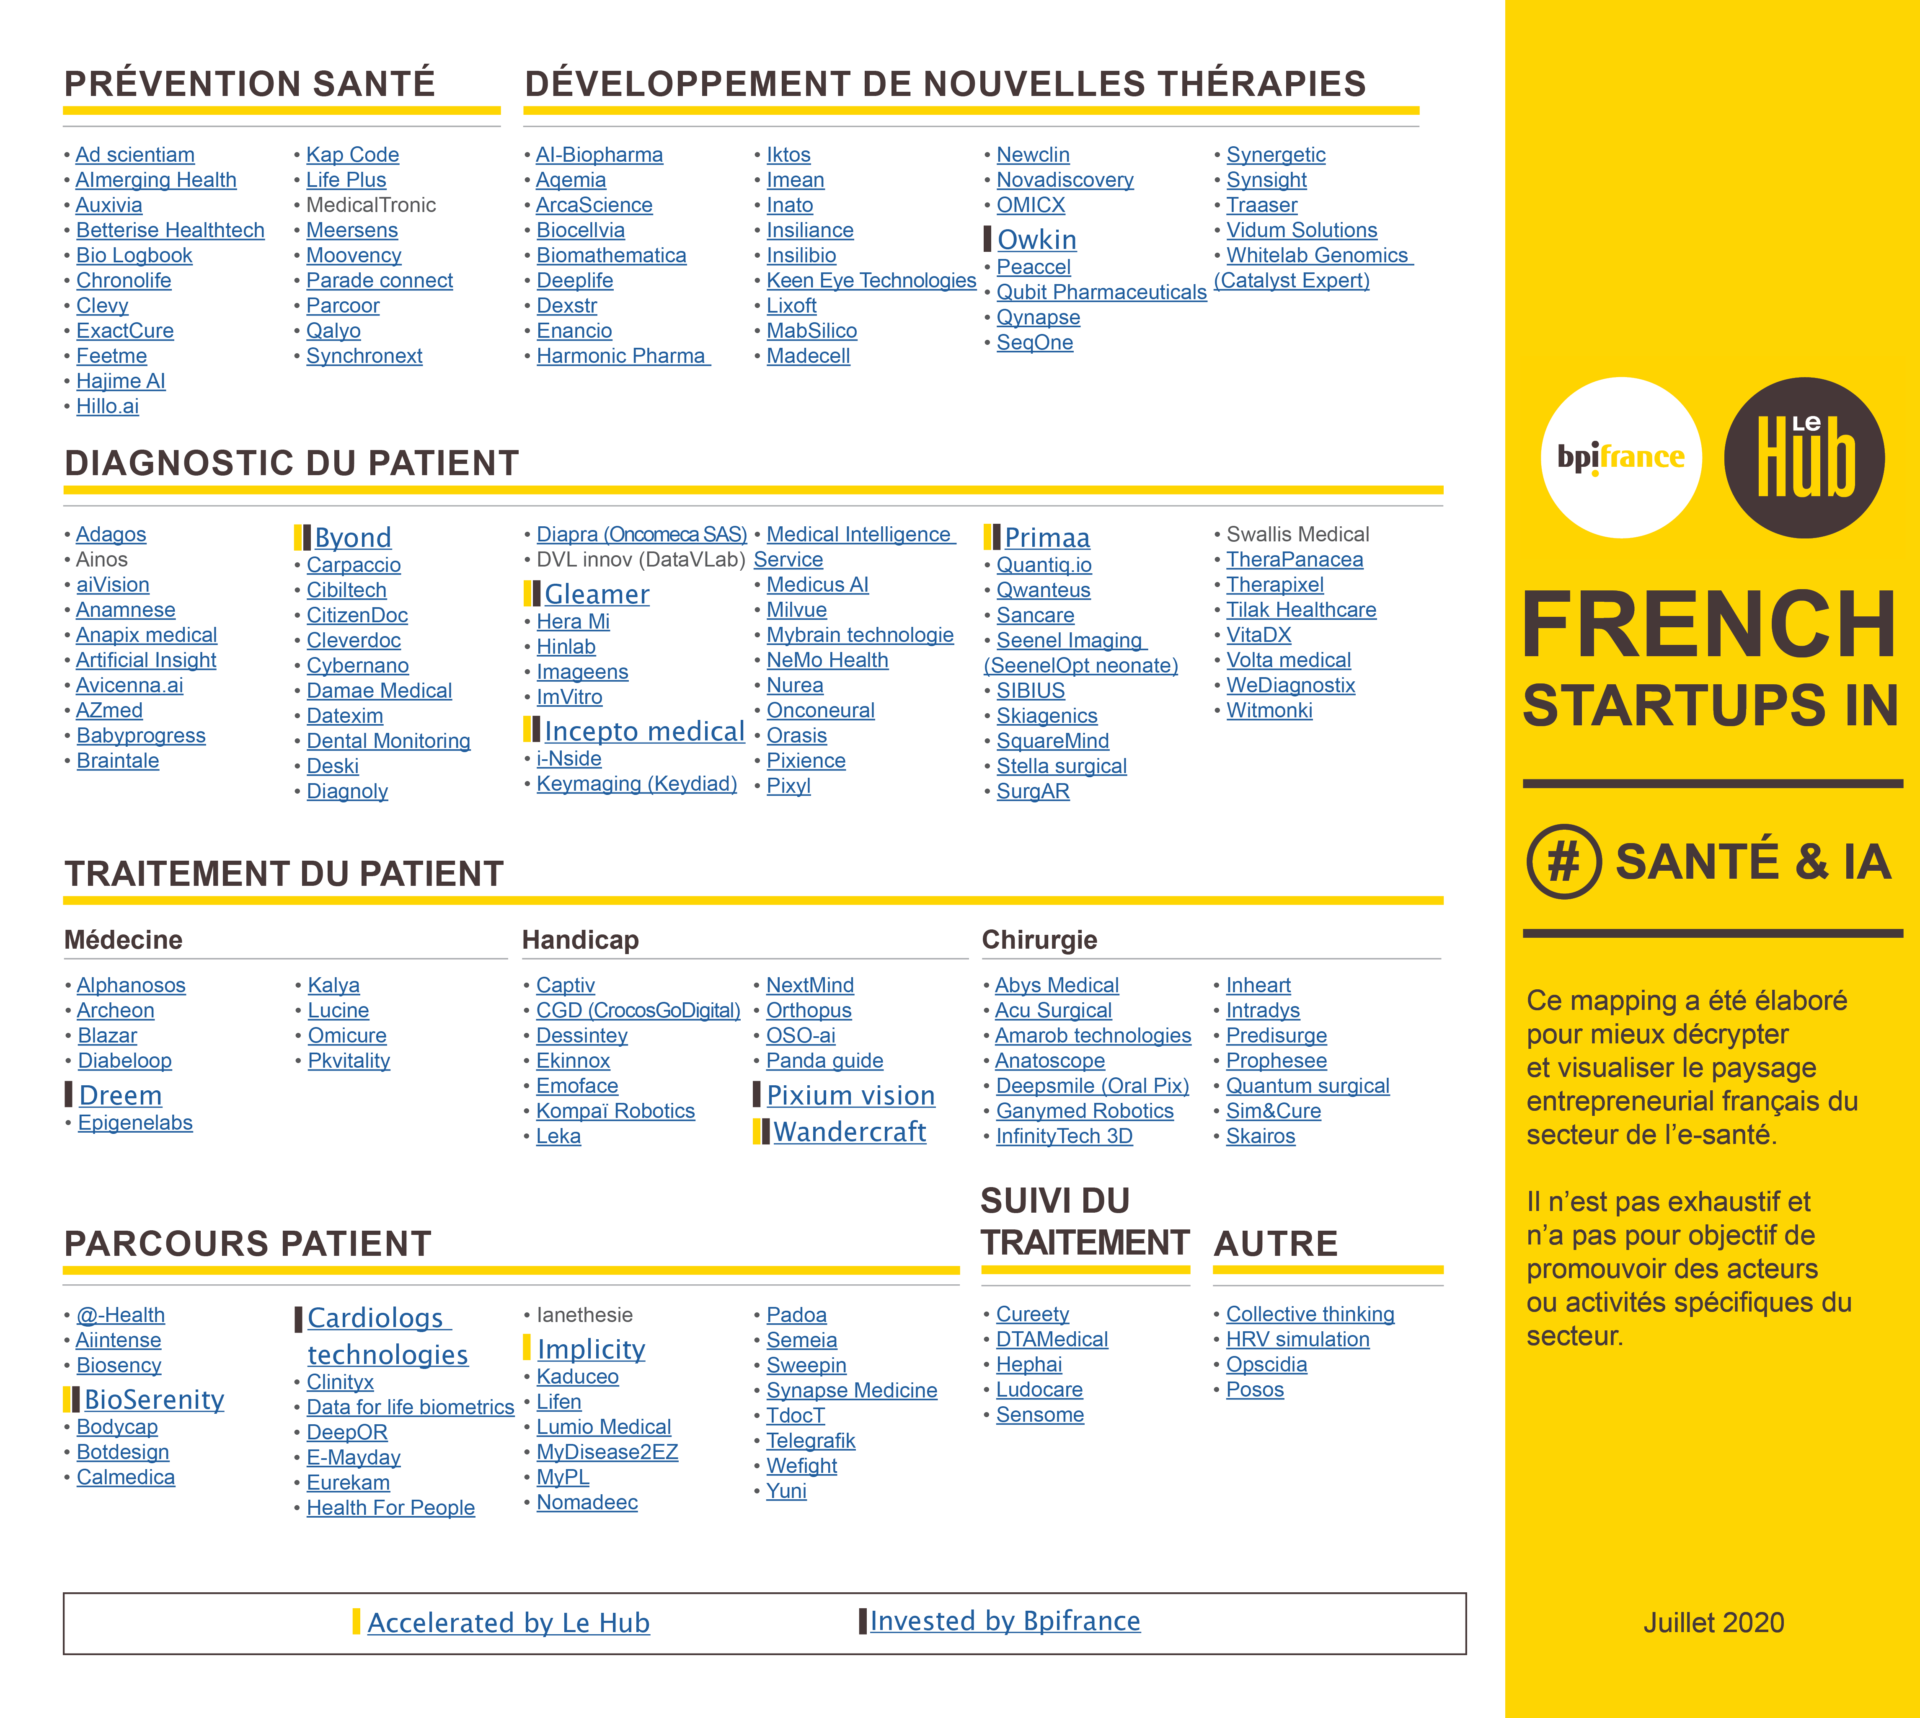 PRÉVENTION SANTÉ
• Ad scientiam
• AImerging Health
• Auxivia
• Betterise Healthtech
• Bio Logbook
• Chronolife
• Clevy
• ExactCure
• Feetme
• Hajime AI
• Hillo.ai
• Kap Code
• Life Plus
• MedicalTronic
• Meersens
• Moovency
• Parade connect
• Parcoor
• Qalyo
• Synchronext
DÉVELOPPEMENT DE NOUVELLES THÉRAPIES
• AI-Biopharma
• Aqemia
• ArcaScience
• Biocellvia
• Biomathematica
• Deeplife
• Dexstr
• Enancio
• Harmonic Pharma
• Iktos
• Imean
• Inato
• Insiliance
• Insilibio
• Keen Eye Technologies
• Lixoft
• MabSilico
• Madecell
• Newclin
• Novadiscovery
• OMICX
Owkin
• Peaccel
• Qubit Pharmaceuticals
• Qynapse
• SeqOne
• Synergetic
• Synsight
• Traaser
• Vidum Solutions
• Whitelab Genomics
(Catalyst Expert)
DIAGNOSTIC DU PATIENT
• Adagos
• Ainos
• aiVision
• Anamnese
• Anapix medical
• Artificial Insight
• Avicenna.ai
• AZmed
• Babyprogress
• Braintale
Byond
• Carpaccio
• Cibiltech
• CitizenDoc
• Cleverdoc
• Cybernano
• Damae Medical
• Datexim
• Dental Monitoring
• Deski
• Diagnoly
• Diapra (Oncomeca SAS)
• DVL innov (DataVLab)
Gleamer
• Hera Mi
• Hinlab
• Imageens
• ImVitro
Incepto medical
• i-Nside
• Keymaging (Keydiad)
• Medical Intelligence
Service
• Medicus AI
• Milvue
• Mybrain technologie
• NeMo Health
• Nurea
• Onconeural
• Orasis
• Pixience
• Pixyl
Primaa
• Quantiq.io
• Qwanteus
• Sancare
• Seenel Imaging
(SeenelOpt neonate)
• SIBIUS
• Skiagenics
• SquareMind
• Stella surgical
• SurgAR
• Swallis Medical
• TheraPanacea
• Therapixel
• Tilak Healthcare
• VitaDX
• Volta medical
• WeDiagnostix
• Witmonki
TRAITEMENT DU PATIENT
Médecine
• Alphanosos
• Archeon
• Blazar
• Diabeloop
Dreem
• Epigenelabs
• Kalya
• Lucine
• Omicure
• Pkvitality
Handicap
• Captiv
• CGD (CrocosGoDigital)
• Dessintey
• Ekinnox
• Emoface
• Kompaï Robotics
• Leka
• NextMind
• Orthopus
• OSO-ai
• Panda guide
Pixium vision
Wandercraft
Chirurgie
• Abys Medical
• Acu Surgical
• Amarob technologies
• Anatoscope
• Deepsmile (Oral Pix)
• Ganymed Robotics
• InfinityTech 3D
• Inheart
• Intradys
• Predisurge
• Prophesee
• Quantum surgical
• Sim&Cure
• Skairos
PARCOURS PATIENT
• @-Health
• Aiintense
• Biosency
BioSerenity
• Bodycap
• Botdesign
• Calmedica
Cardiologs
technologies
• Clinityx
• Data for life biometrics
• DeepOR
• E-Mayday
• Eurekam
• Health For People
• Ianethesie
Implicity
• Kaduceo
• Lifen
• Lumio Medical
• MyDisease2EZ
• MyPL
• Nomadeec
• Padoa
• Semeia
• Sweepin
• Synapse Medicine
• TdocT
• Telegrafik
• Wefight
• Yuni
SUIVI DU
TRAITEMENT
• Cureety
• DTAMedical
• Hephai
• Ludocare
• Sensome
AUTRE
• Collective thinking
• HRV simulation
• Opscidia
• Posos
Accelerated by Le Hub
Invested by Bpifrance
bpifrance
Le
Hub
FRENCH
STARTUPS IN
# SANTÉ & IA
Ce mapping a été élaboré
pour mieux décrypter
et visualiser le paysage
entrepreneurial français du
secteur de l’e-santé.
Il n’est pas exhaustif et
n’a pas pour objectif de
promouvoir des acteurs
ou activités spécifiques du
secteur.
Juillet 2020